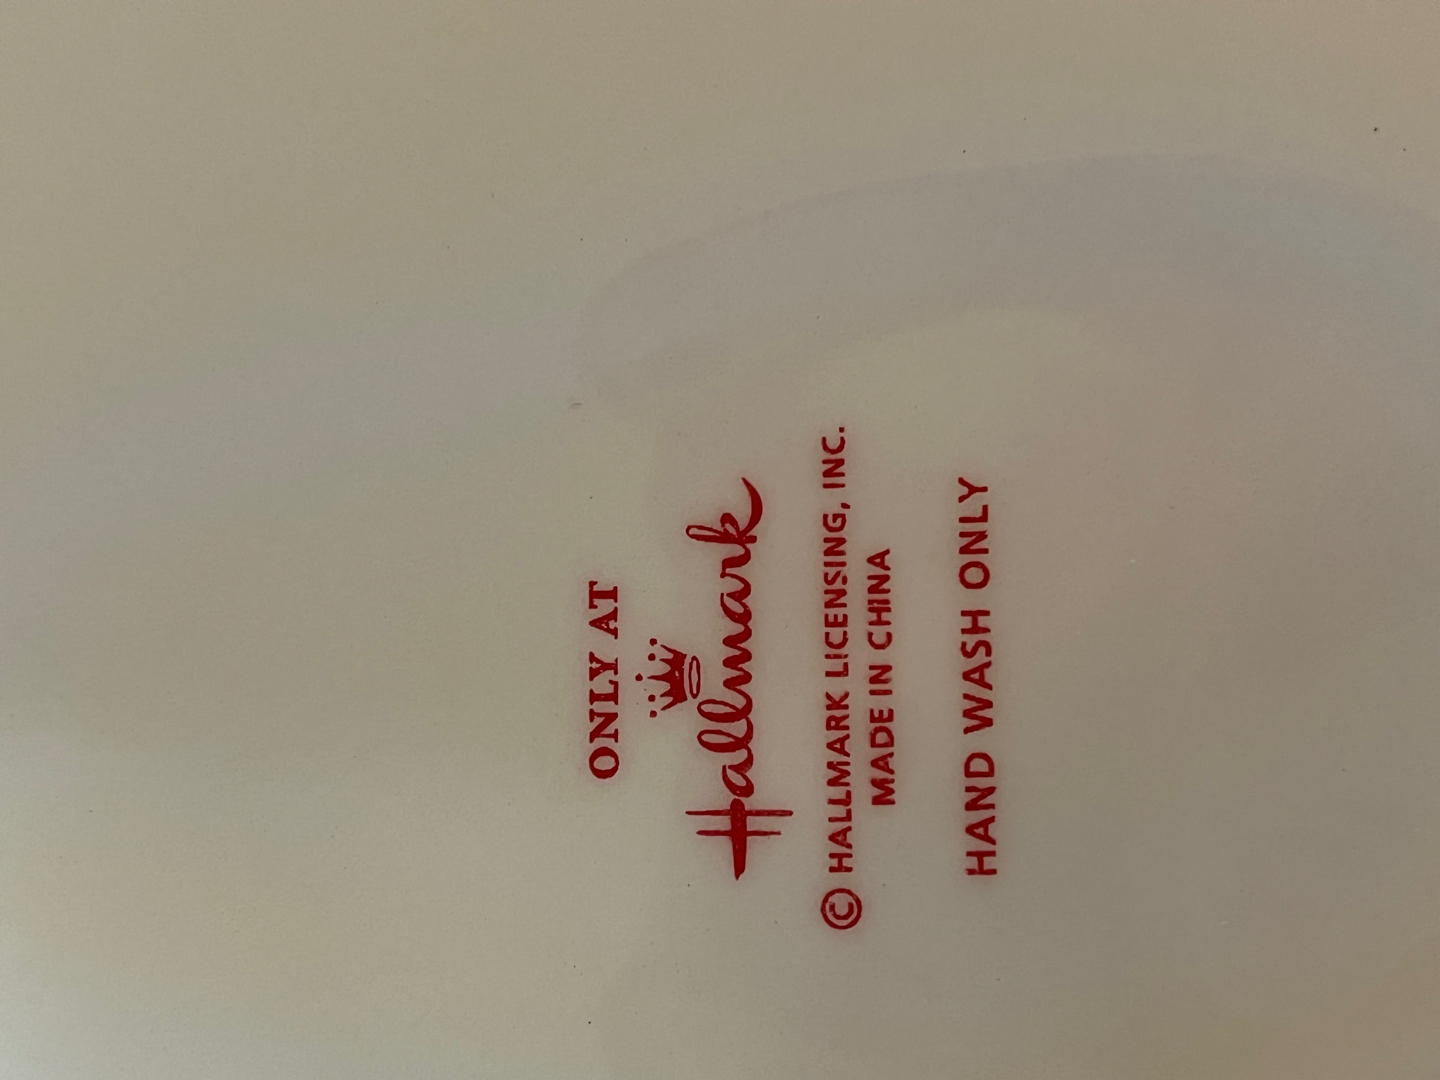 ONLY AT
Hallmark
© HALLMARK LICENSING, INC.
MADE IN CHINA
HAND WASH ONLY